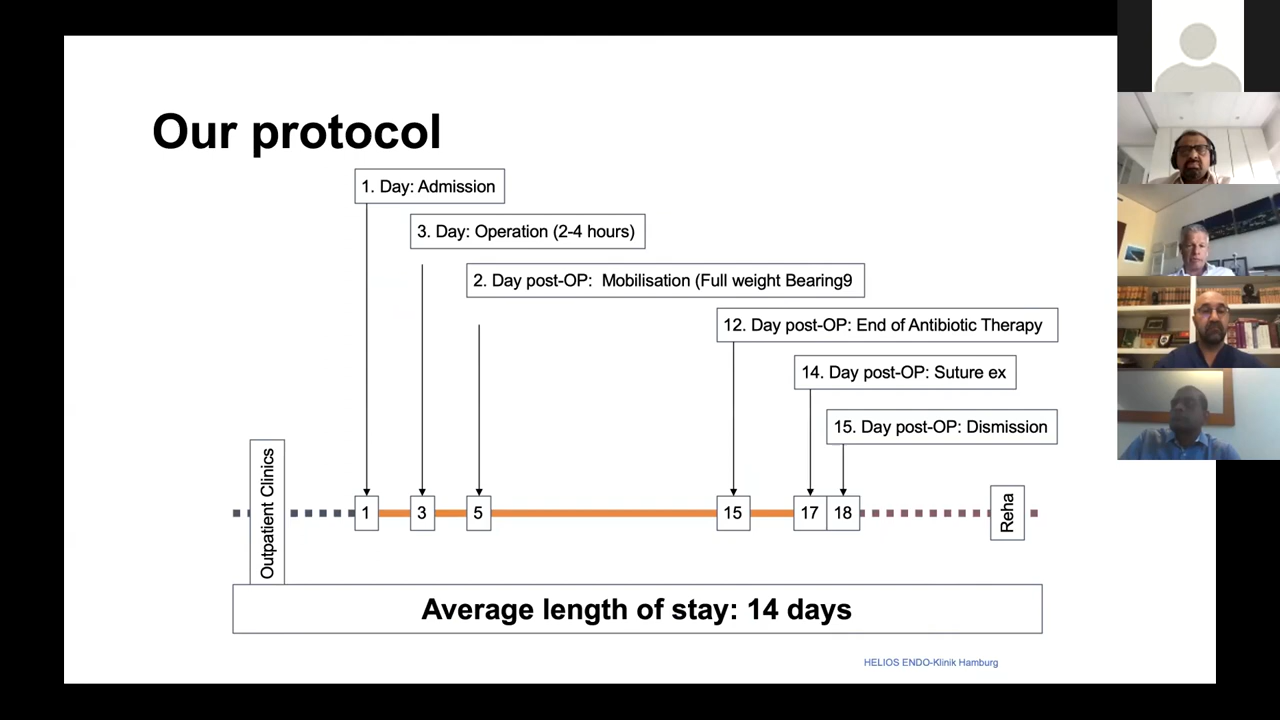 Our protocol
1. Day: Admission
3. Day: Operation (2-4 hours)
2. Day post-OP: Mobilisation (Full weight Bearing9
12. Day post-OP: End of Antibiotic Therapy
14. Day post-OP: Suture ex
15. Day post-OP: Dismission
Outpatient Clinics
1
3
5
15
17
18
Reha
Average length of stay: 14 days
HELIOS ENDO-Klinik Hamburg